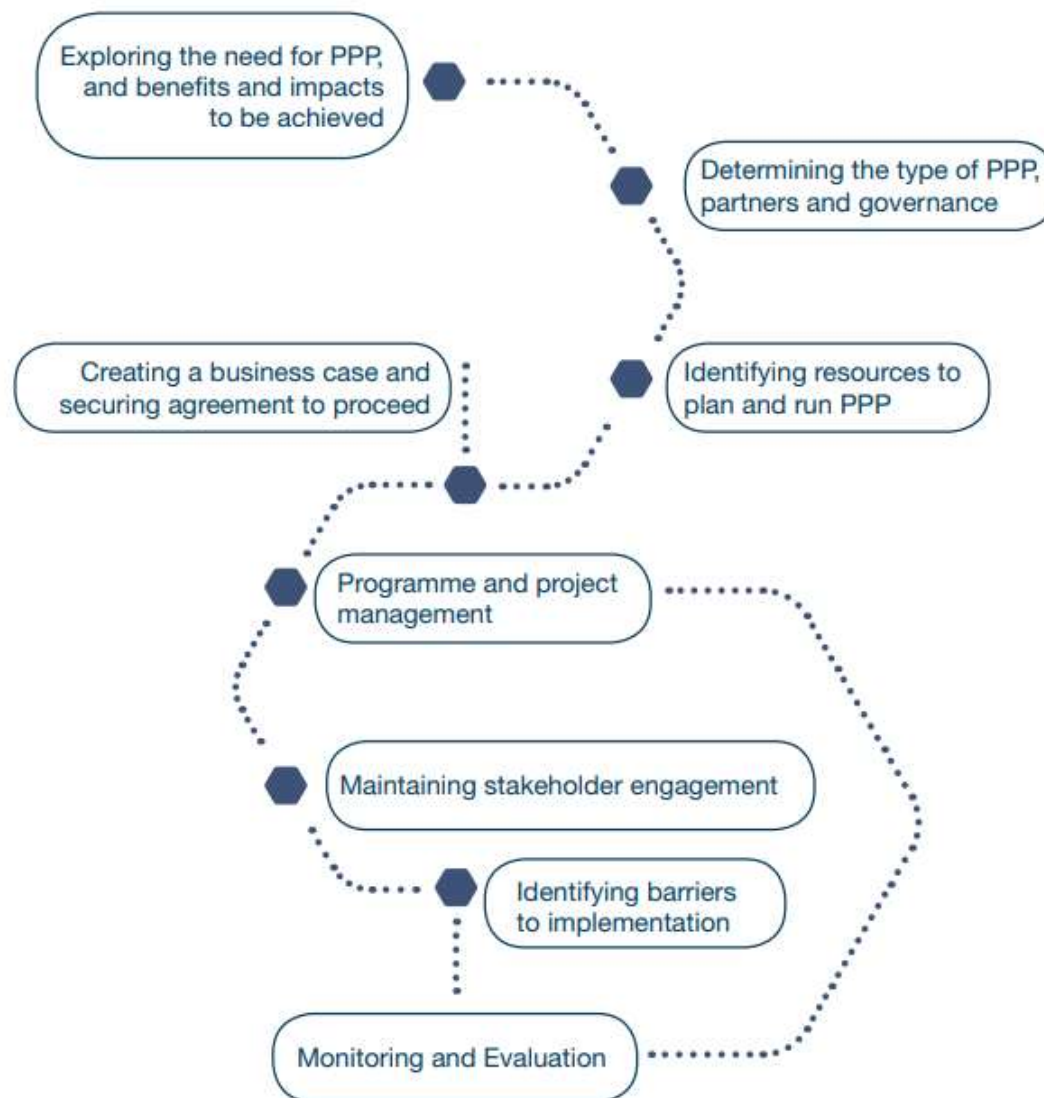 Exploring the need for PPP,
and benefits and impacts
to be achieved
Determining the type of PPP,
partners and governance
Creating a business case and
securing agreement to proceed
Identifying resources to
plan and run PPP
Programme and project
management
Maintaining stakeholder engagement
Identifying barriers
to implementation
Monitoring and Evaluation